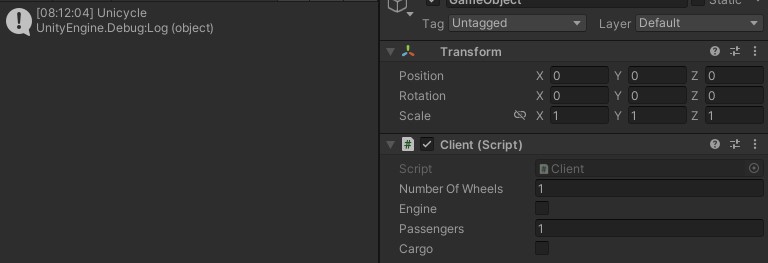 [08:12:04] Unicycle
UnityEngine.Debug:Log (object)
GameObject
Static
Tag Untagged Layer Default
Transform
Position X 0 Y 0 Z 0
Rotation X 0 Y 0 Z 0
Scale X 1 Y 1 Z 1
# Client (Script)
Script Client
Number Of Wheels 1
Engine
Passengers 1
Cargo